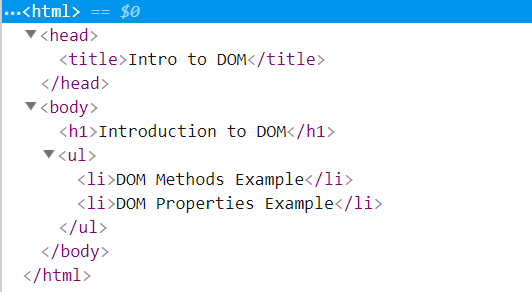 ...<html> == $0
▼<head>
<title>Intro to DOM</title>
</head>
▼<body>
<h1>Introduction to DOM</h1>
▼<ul>
<li>DOM Methods Example</li>
<li>DOM Properties Example</li>
</ul>
</body>
</html>